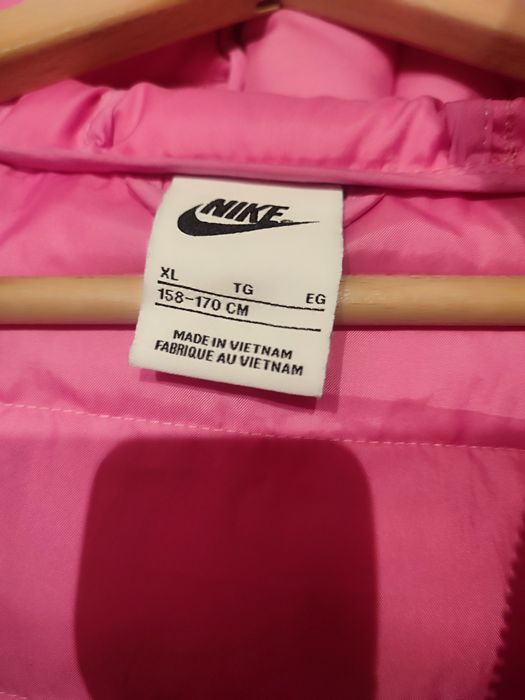 NIKE
XL TG EG
158-170 CM
MADE IN VIETNAM
FABRIQUE AU VIETNAM